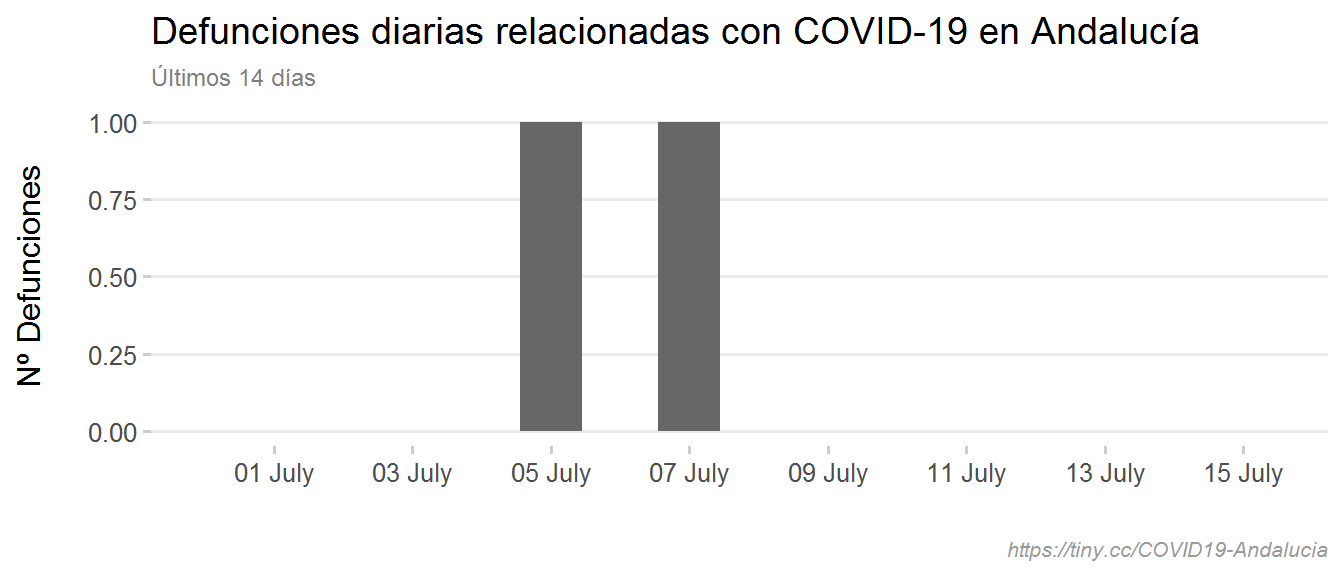 Defunciones diarias relacionadas con COVID-19 en Andalucía
Últimos 14 días
Nº Defunciones
1.00
0.75
0.50
0.25
0.00
01 July 03 July 05 July 07 July 09 July 11 July 13 July 15 July
https://tiny.cc/COVID19-Andalucia